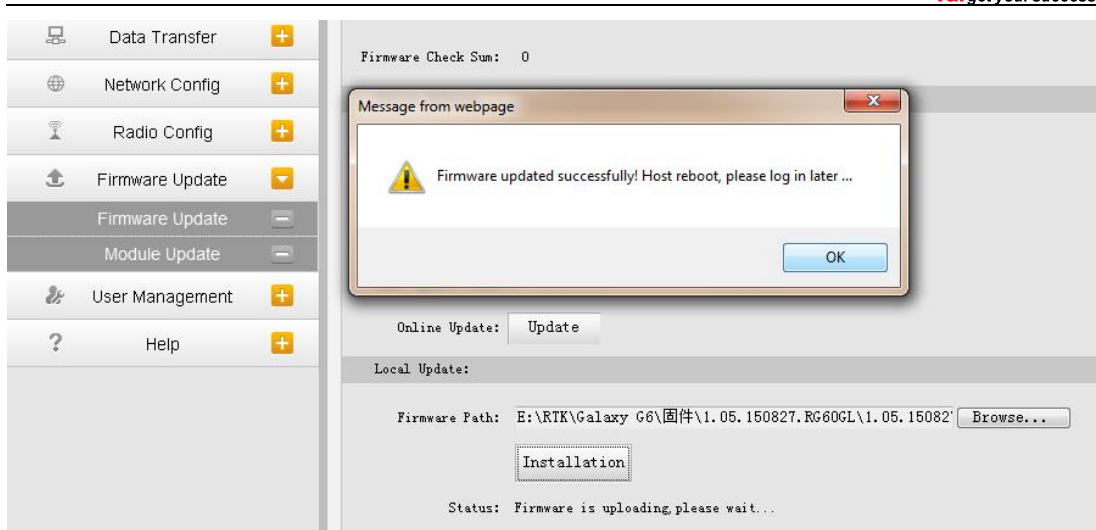 Data Transfer
Network Config
Radio Config
Firmware Update
Firmware Update
Module Update
User Management
Help
Firmware Check Sum: 0
Message from webpage
Firmware updated successfully! Host reboot, please log in later ...
OK
Online Update: Update
Local Update:
Firmware Path: E:\RTK\Galaxy G6\固件\1.05.150827.RG60GL\1.05.15082 Browse...
Installation
Status: Firmware is uploading,please wait...